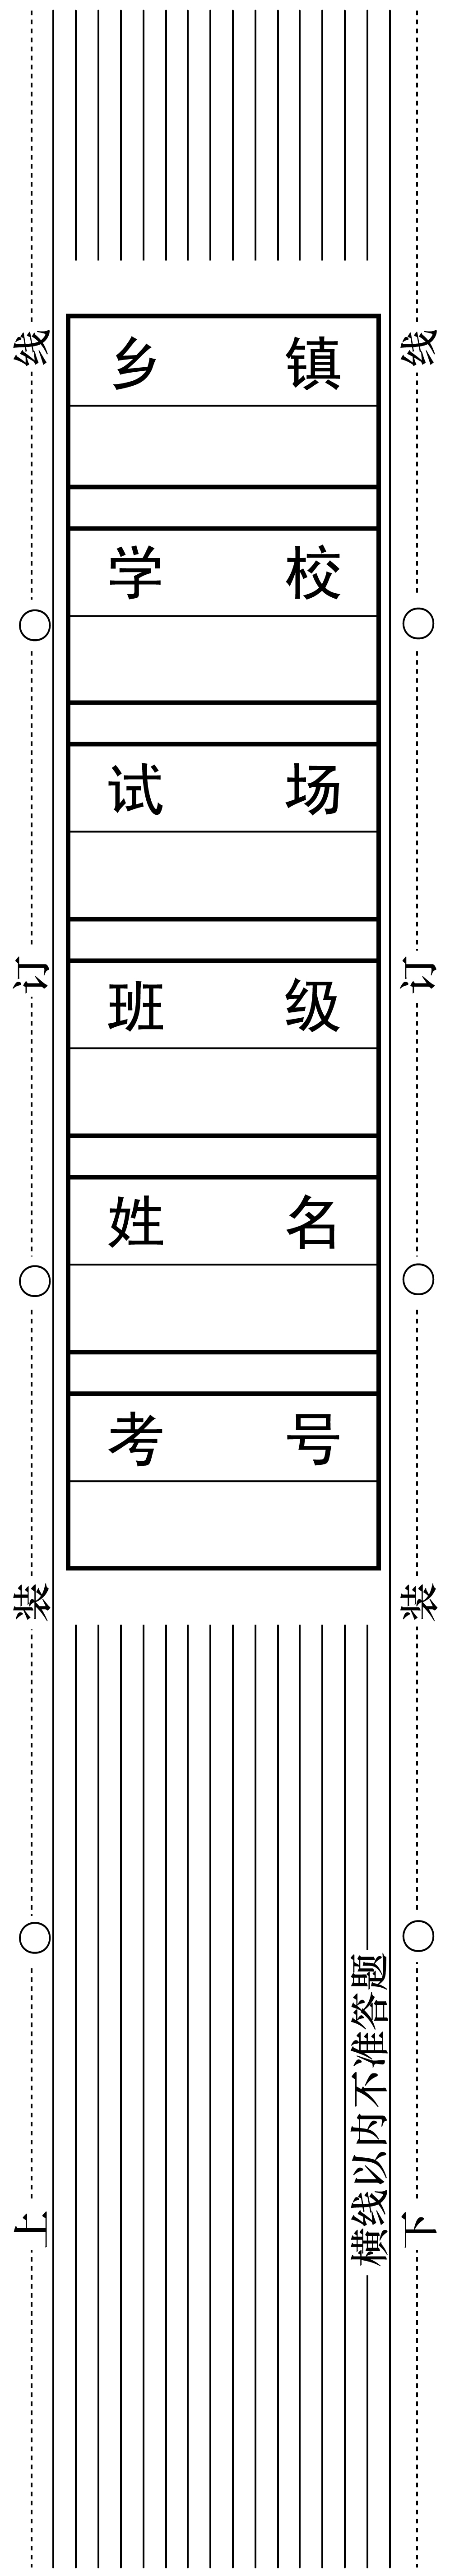 上装订线
乡 镇
学 校
试 场
班 级
姓 名
考 号
横线以内不准答题
下装订线